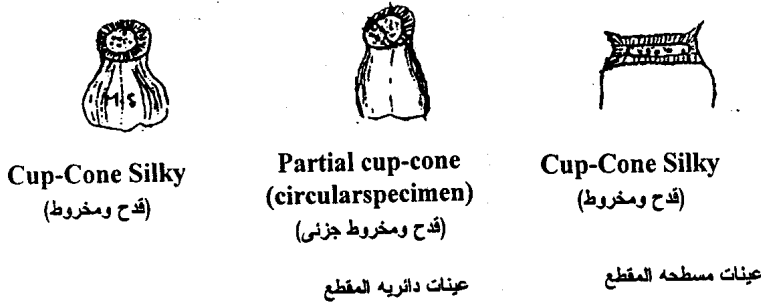 M.S
Cup-Cone Silky
(قدح ومخروط)
Partial cup-cone
(circularspecimen)
(قدح ومخروط جزئى)
Cup-Cone Silky
(قدح ومخروط)
عينات دائريه المقطع
عينات مسطحه المقطع